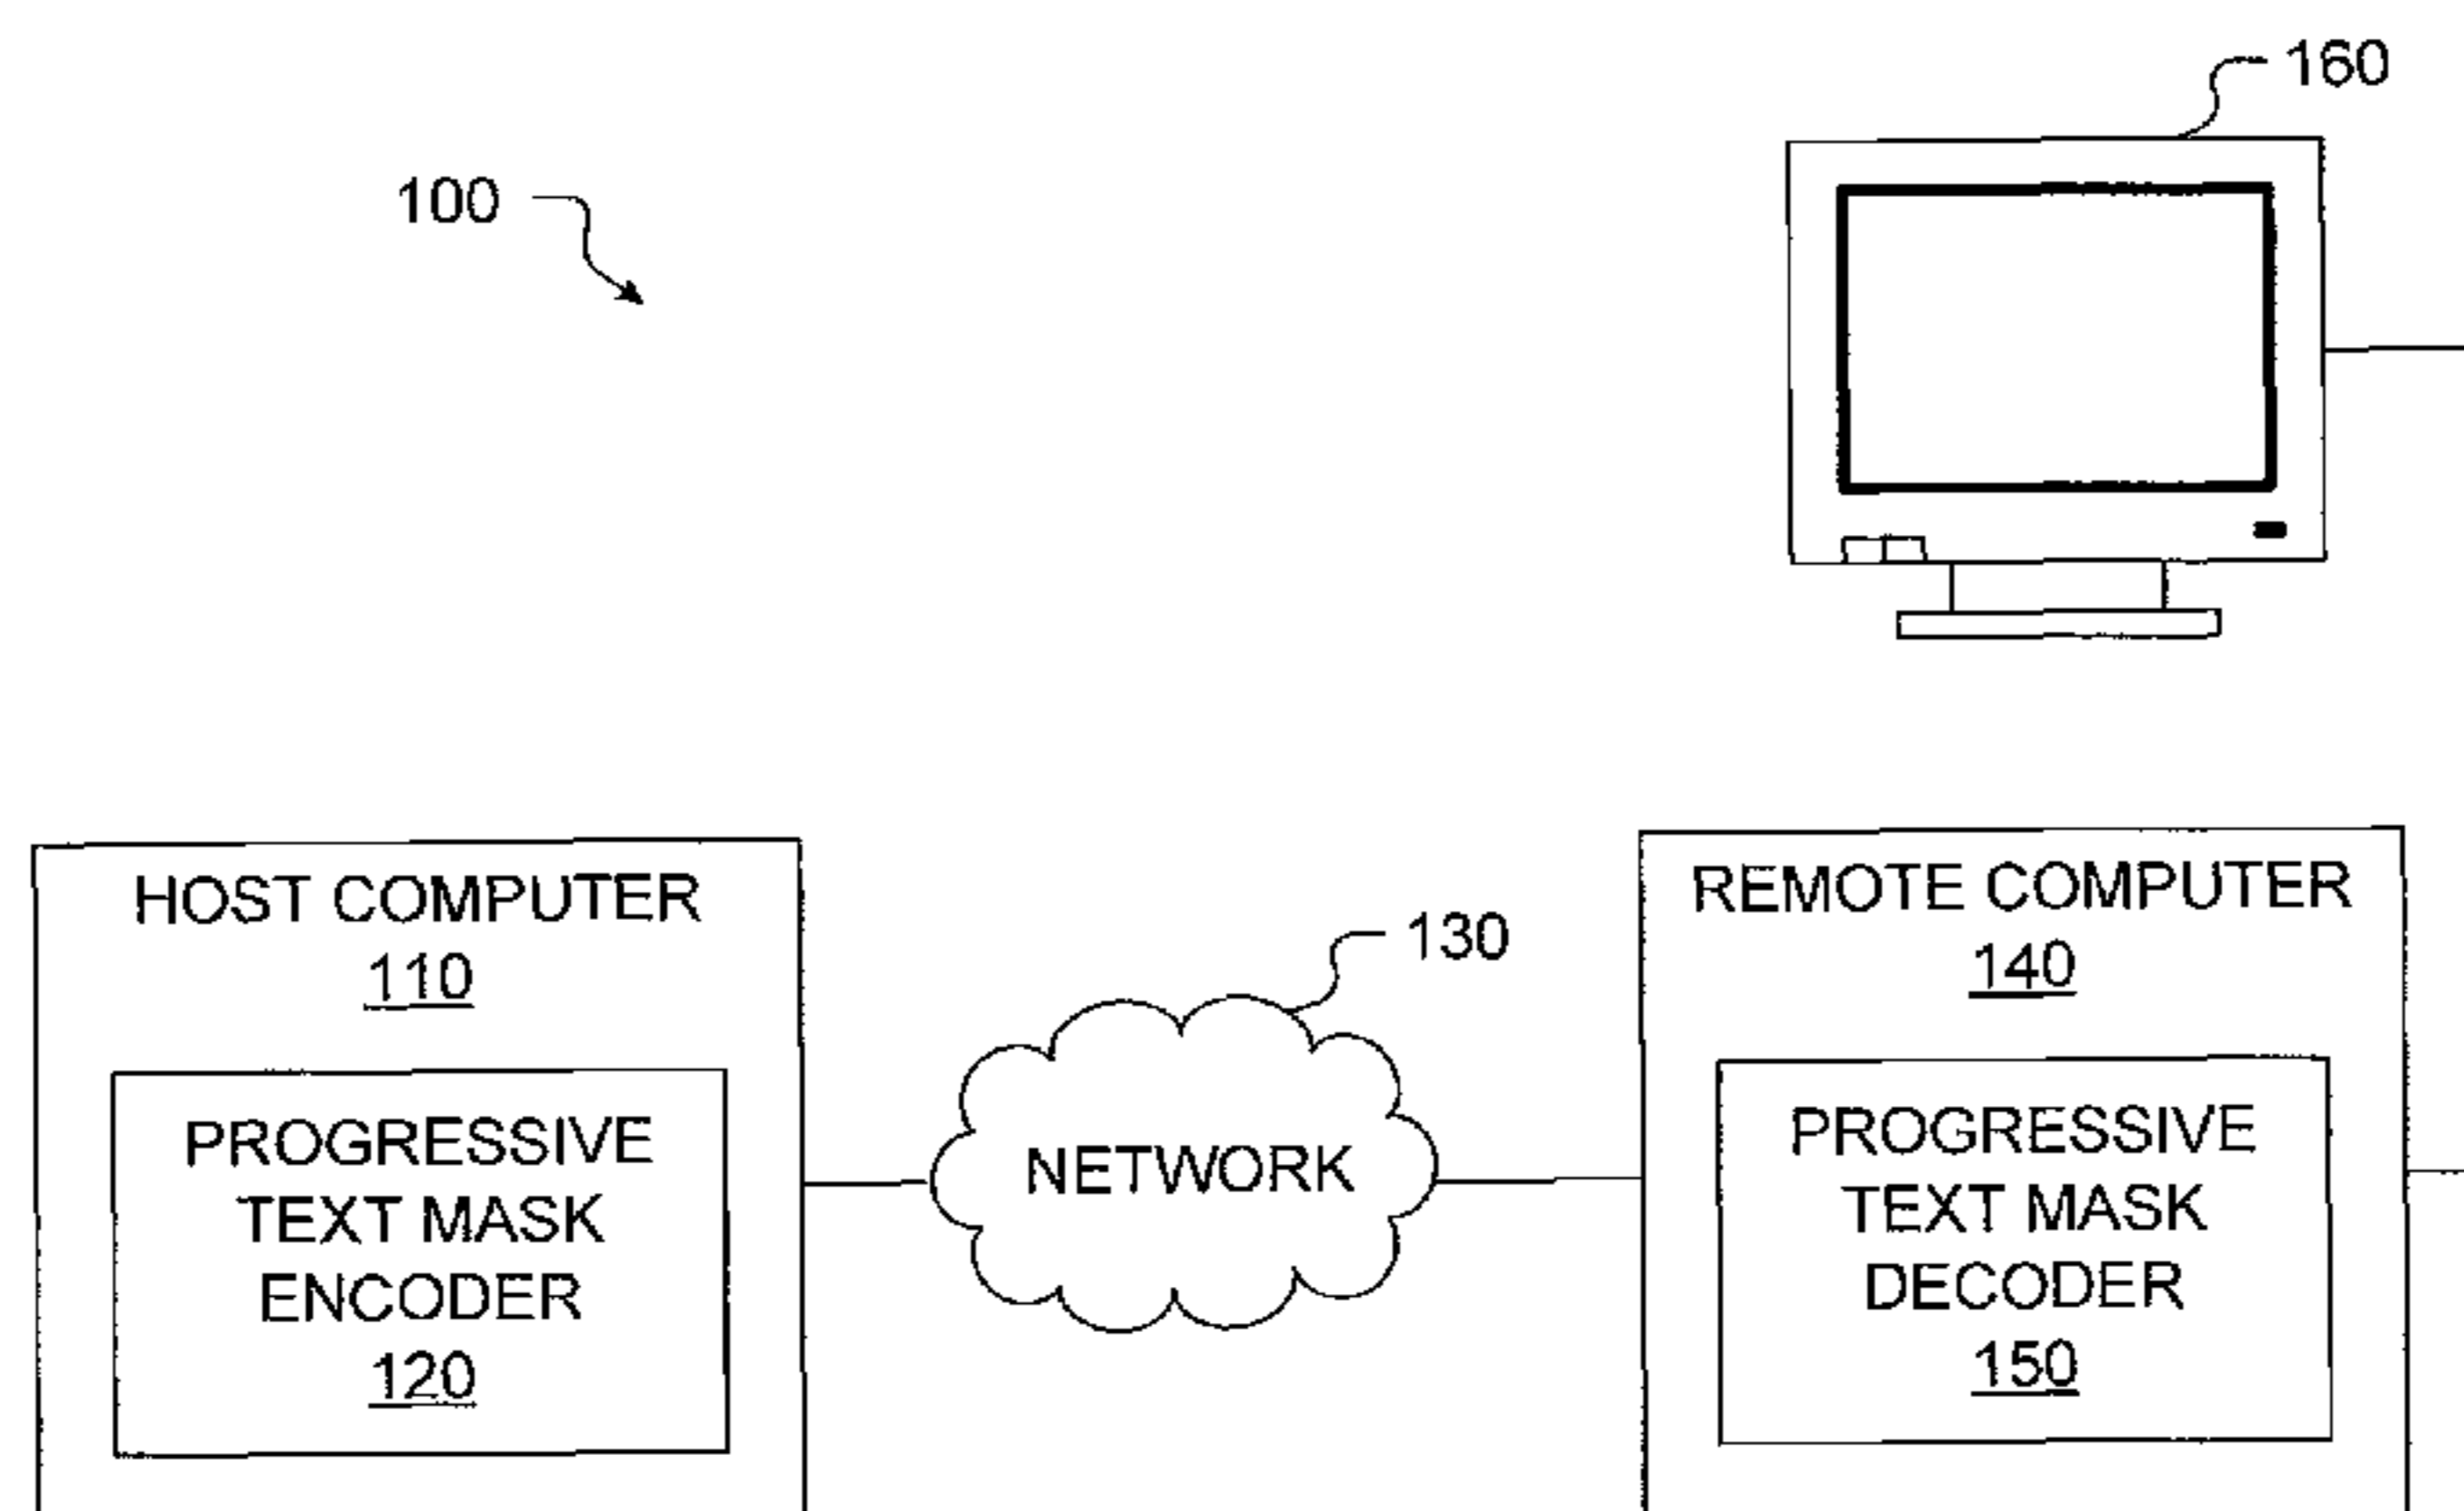 160
100
HOST COMPUTER
110
PROGRESSIVE
TEXT MASK
ENCODER
120
130
NETWORK
REMOTE COMPUTER
140
PROGRESSIVE
TEXT MASK
DECODER
150